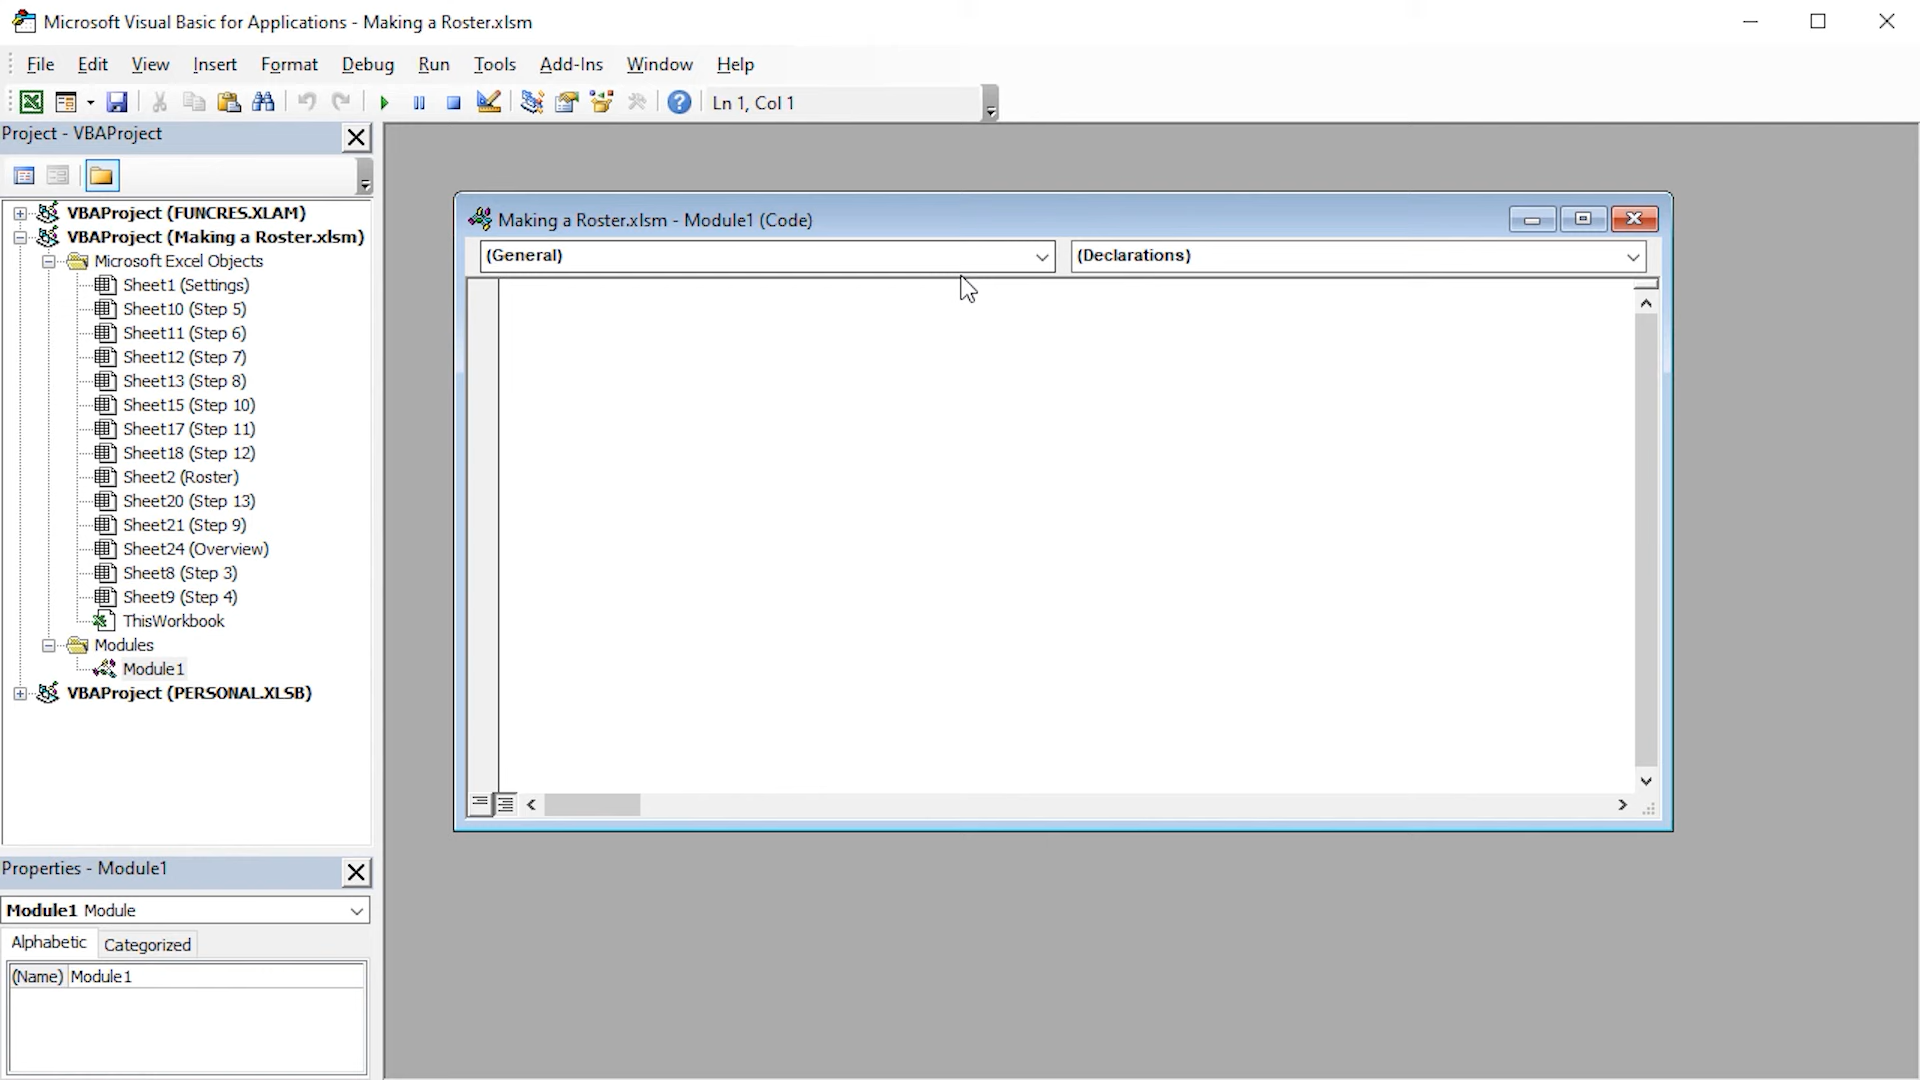 Microsoft Visual Basic for Applications - Making a Roster.xlsm
File Edit View Insert Format Debug Run Tools Add-Ins Window Help
Ln 1, Col 1
Project - VBAProject
VBAProject (FUNCRES.XLAM)
VBAProject (Making a Roster.xlsm)
Microsoft Excel Objects
Sheet1 (Settings)
Sheet10 (Step 5)
Sheet11 (Step 6)
Sheet12 (Step 7)
Sheet13 (Step 8)
Sheet15 (Step 10)
Sheet17 (Step 11)
Sheet18 (Step 12)
Sheet2 (Roster)
Sheet20 (Step 13)
Sheet21 (Step 9)
Sheet24 (Overview)
Sheet8 (Step 3)
Sheet9 (Step 4)
ThisWorkbook
Modules
Module1
VBAProject (PERSONAL.XLSB)
Making a Roster.xlsm - Module1 (Code)
(General) (Declarations)
Properties - Module1
Module1 Module
Alphabetic Categorized
(Name) Module1